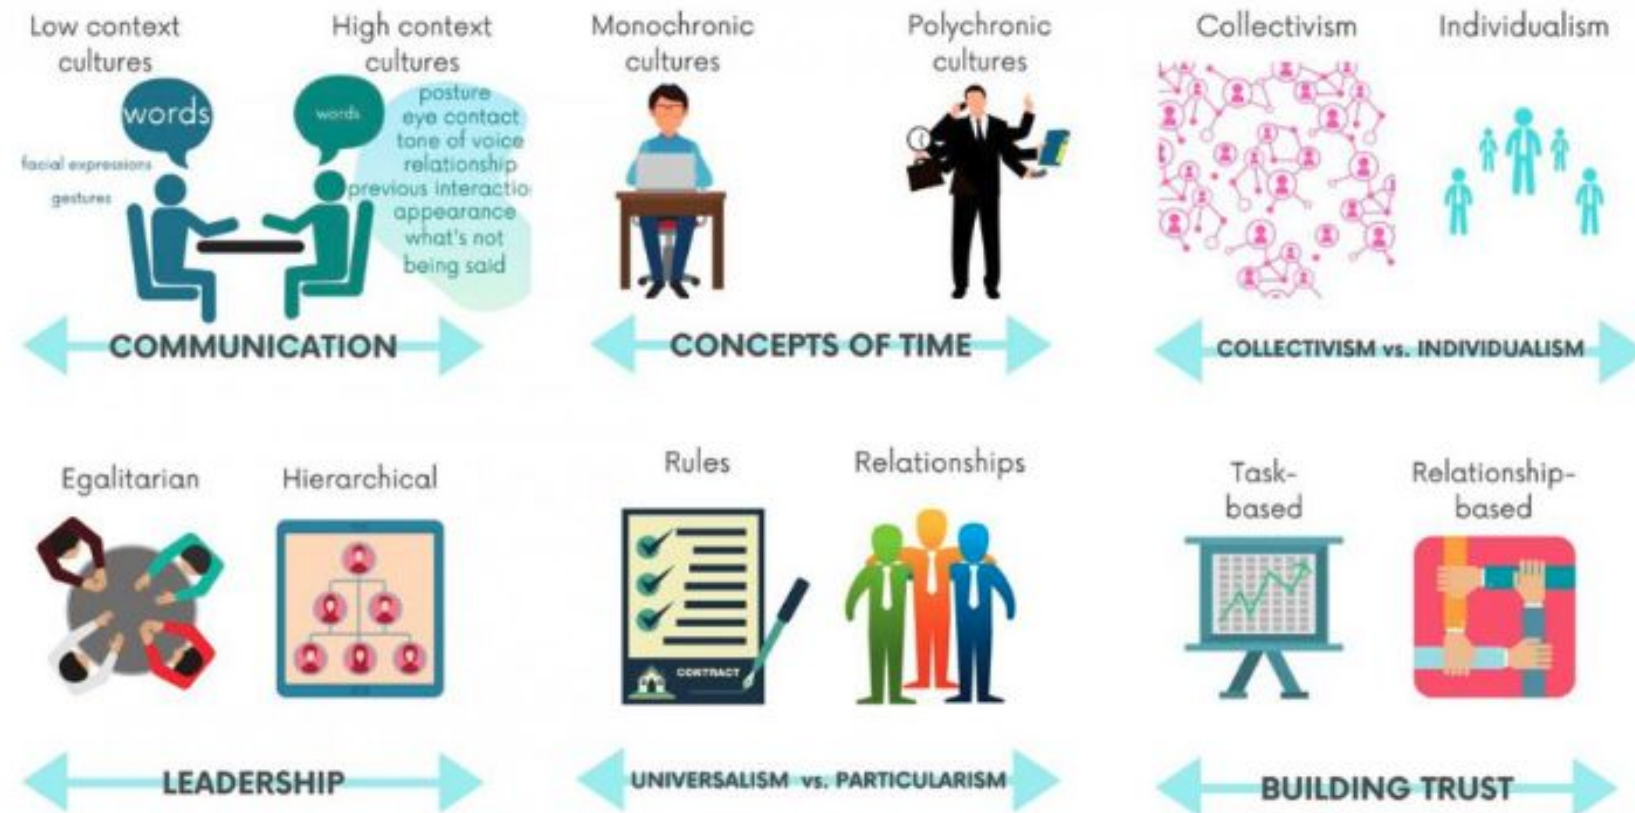 Low context
cultures
High context
cultures
words
words
facial expressions
gestures
posture
eye contact
tone of voice
relationship
previous interactio
appearance
what's not
being said
COMMUNICATION
Monochronic
cultures
Polychronic
cultures
CONCEPTS OF TIME
Collectivism
Individualism
COLLECTIVISM vs. INDIVIDUALISM
Egalitarian
Hierarchical
LEADERSHIP
Rules
Relationships
CONTRACT
UNIVERSALISM vs. PARTICULARISM
Task-
based
Relationship-
based
BUILDING TRUST